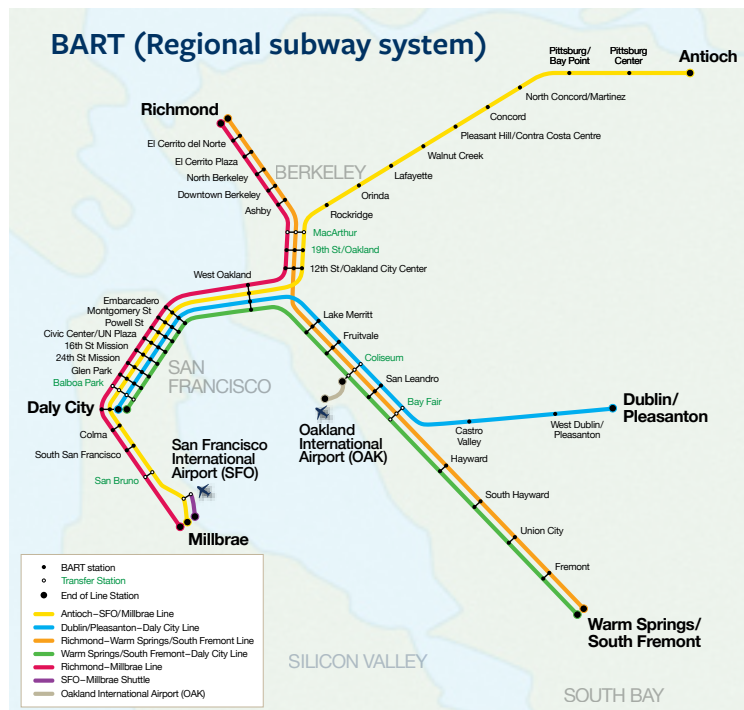 BART (Regional subway system)
Pittsburg/
Bay Point
Pittsburg
Center
Antioch
North Concord/Martinez
Concord
Pleasant Hill/Contra Costa Centre
Walnut Creek
Lafayette
Orinda
Rockridge
Richmond
El Cerrito del Norte
El Cerrito Plaza
North Berkeley
Downtown Berkeley
Ashby
BERKELEY
MacArthur
19th St/Oakland
12th St/Oakland City Center
West Oakland
Embarcadero
Montgomery St
Powell St
Civic Center/UN Plaza
16th St Mission
24th St Mission
Glen Park
Balboa Park
Daly City
SAN
FRANCISCO
Colma
South San Francisco
San Bruno
San Francisco
International
Airport (SFO)
Millbrae
Lake Merritt
Fruitvale
Coliseum
San Leandro
Bay Fair
Oakland
International
Airport (OAK)
Castro
Valley
West Dublin/
Pleasanton
Dublin/
Pleasanton
Hayward
South Hayward
Union City
Fremont
Warm Springs/
South Fremont
SILICON VALLEY
SOUTH BAY
BART station
Transfer Station
End of Line Station
Antioch–SFO/Millbrae Line
Dublin/Pleasanton–Daly City Line
Richmond–Warm Springs/South Fremont Line
Warm Springs/South Fremont–Daly City Line
Richmond–Millbrae Line
SFO–Millbrae Shuttle
Oakland International Airport (OAK)